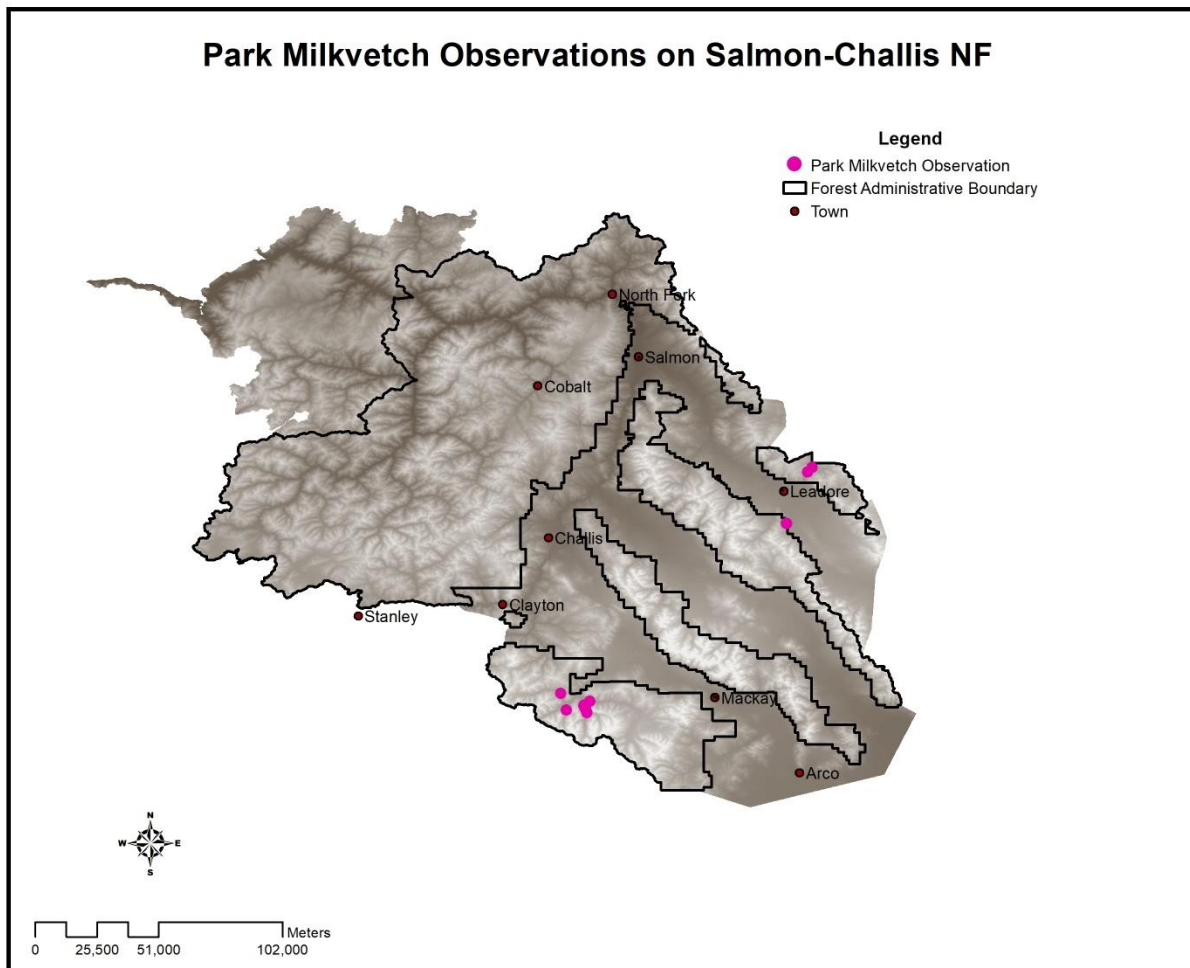 Park Milkvetch Observations on Salmon-Challis NF
Legend
Park Milkvetch Observation
Forest Administrative Boundary
Town
North Fork
Salmon
Cobalt
Leadore
Challis
Clayton
Stanley
Mackay
Arco
N
W E
S
Meters
0 25,500 51,000 102,000